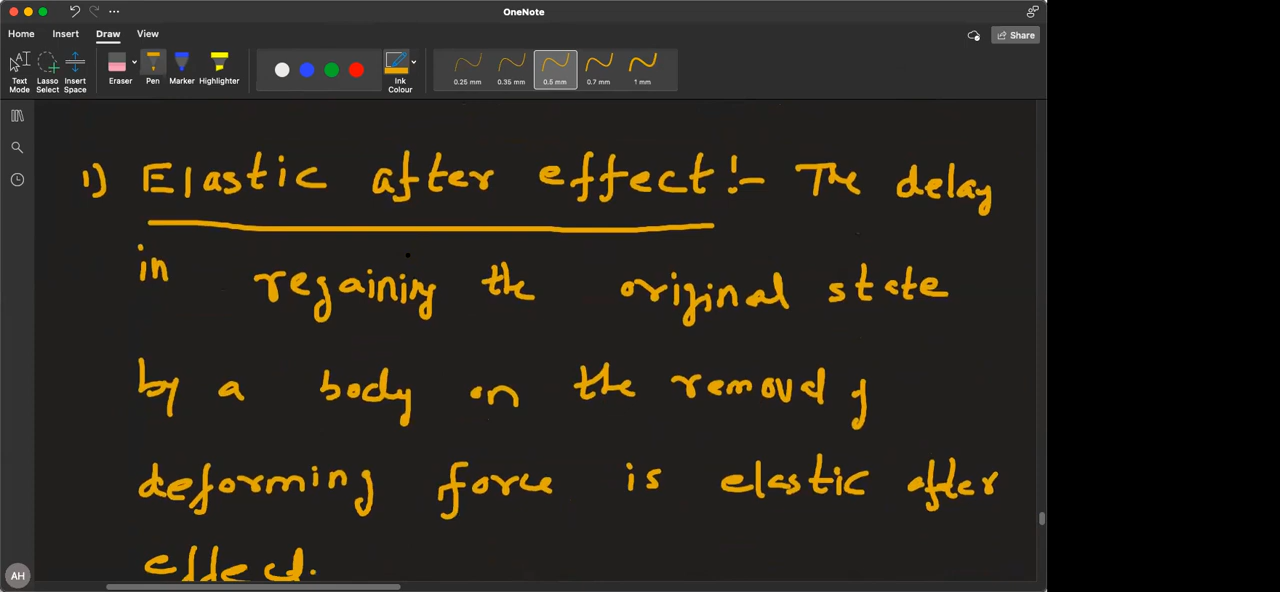 OneNote
Home Insert Draw View
Share
Text Mode
Lasso Select
Insert Space
Eraser
Pen
Marker
Highlighter
Ink Colour
0.25 mm
0.35 mm
0.5 mm
0.7 mm
1 mm
1) Elastic after effect :- The delay
in regaining the original state
by a body on the removal of
deforming force is elastic after
effect.
AH